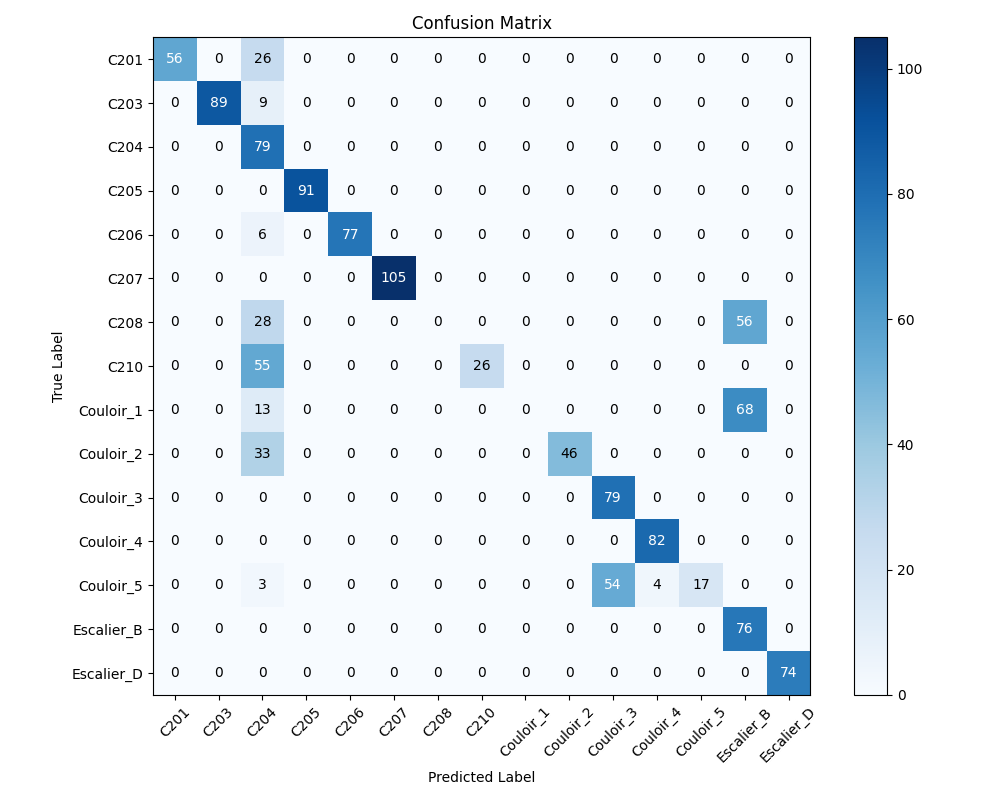 Confusion Matrix
True Label
C201 56 0 26 0 0 0 0 0 0 0 0 0 0 0 0
C203 0 89 9 0 0 0 0 0 0 0 0 0 0 0 0
C204 0 0 79 0 0 0 0 0 0 0 0 0 0 0 0
C205 0 0 0 91 0 0 0 0 0 0 0 0 0 0 0
C206 0 0 6 0 77 0 0 0 0 0 0 0 0 0 0
C207 0 0 0 0 0 105 0 0 0 0 0 0 0 0 0
C208 0 0 28 0 0 0 0 0 0 0 0 0 0 56 0
C210 0 0 55 0 0 0 0 26 0 0 0 0 0 0 0
Couloir_1 0 0 13 0 0 0 0 0 0 0 0 0 0 68 0
Couloir_2 0 0 33 0 0 0 0 0 0 46 0 0 0 0 0
Couloir_3 0 0 0 0 0 0 0 0 0 0 79 0 0 0 0
Couloir_4 0 0 0 0 0 0 0 0 0 0 0 82 0 0 0
Couloir_5 0 0 3 0 0 0 0 0 0 0 54 4 17 0 0
Escalier_B 0 0 0 0 0 0 0 0 0 0 0 0 0 76 0
Escalier_D 0 0 0 0 0 0 0 0 0 0 0 0 0 0 74
C201 C203 C204 C205 C206 C207 C208 C210 Couloir_1 Couloir_2 Couloir_3 Couloir_4 Couloir_5 Escalier_B Escalier_D
Predicted Label
100
80
60
40
20
0